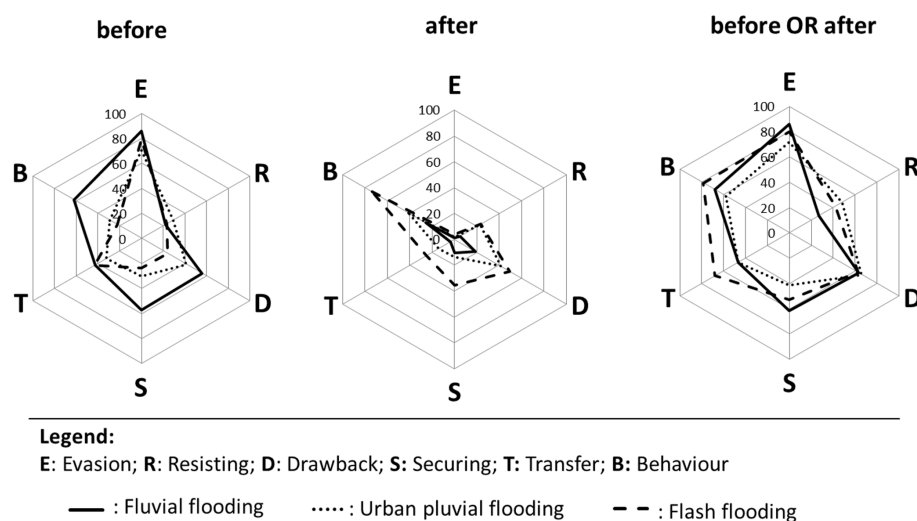 before
after
before OR after
E
100
80
60
40
20
0
B
R
T
D
S
E
100
80
60
40
20
0
B
R
T
D
S
E
100
80
60
40
20
0
B
R
T
D
S
Legend:
E: Evasion; R: Resisting; D: Drawback; S: Securing; T: Transfer; B: Behaviour
: Fluvial flooding : Urban pluvial flooding : Flash flooding